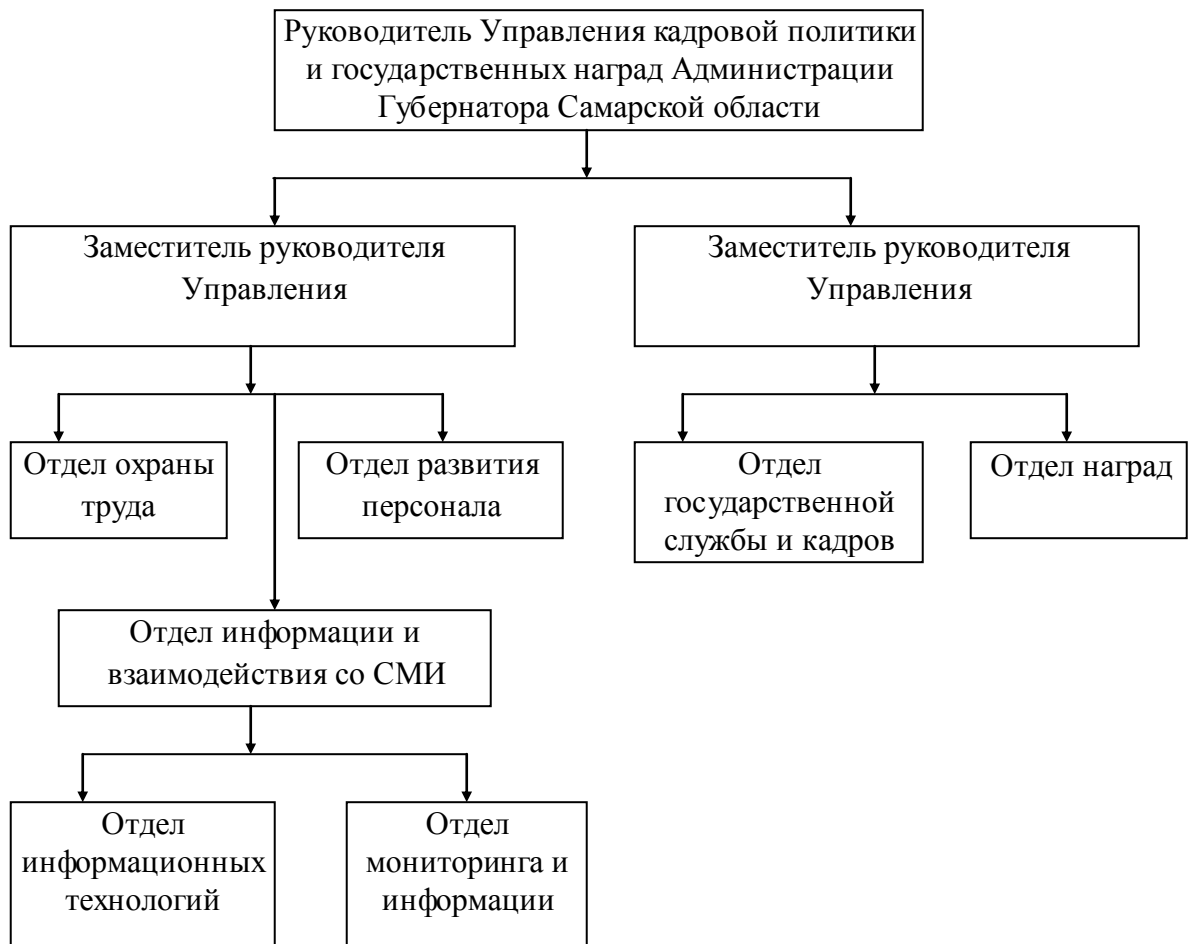 Руководитель Управления кадровой политики
и государственных наград Администрации
Губернатора Самарской области
Заместитель руководителя
Управления
Заместитель руководителя
Управления
Отдел охраны
труда
Отдел развития
персонала
Отдел
государственной
службы и кадров
Отдел наград
Отдел информации и
взаимодействия со СМИ
Отдел
информационных
технологий
Отдел
мониторинга и
информации